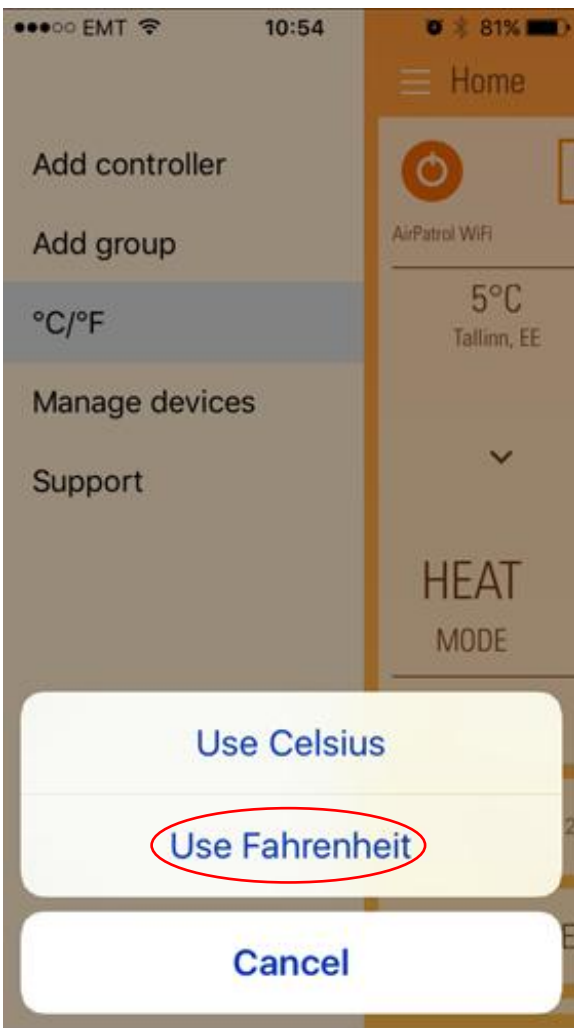 EMT 10:54 81%
Home
Add controller
Add group
AirPatrol WiFi
°C/°F
5°C
Tallinn, EE
Manage devices
Support
HEAT
MODE
Use Celsius
Use Fahrenheit
2
E
Cancel